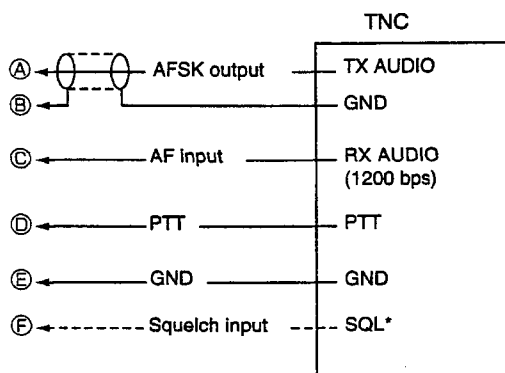 TNC
Ⓐ AFSK output TX AUDIO
Ⓑ GND
Ⓒ AF input RX AUDIO
(1200 bps)
Ⓓ PTT PTT
Ⓔ GND GND
Ⓕ Squelch input SQL*